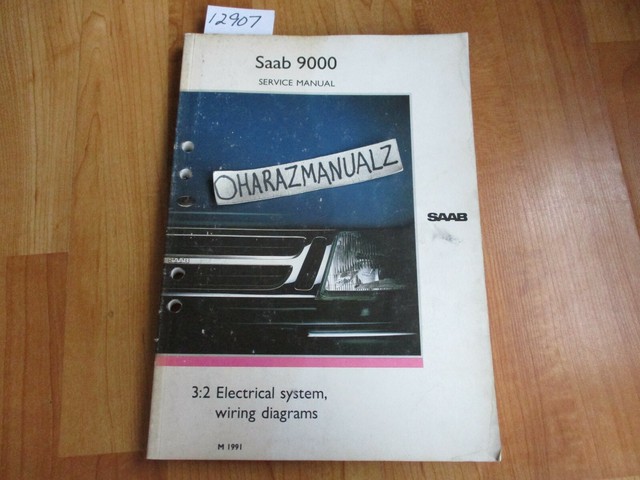 12907
Saab 9000
SERVICE MANUAL
OHARAZMANUALZ
SAAB
3:2 Electrical system,
wiring diagrams
M 1991